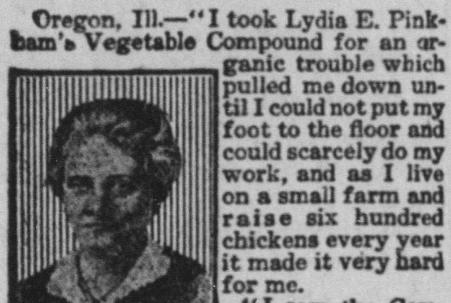 Oregon, Ill.—"I took Lydia E. Pink-
ham's Vegetable Compound for an or-
ganic trouble which
pulled me down un-
til I could not put my
foot to the floor and
could scarcely do my
work, and as I live
on a small farm and
raise six hundred
chickens every year
it made it very hard
for me.